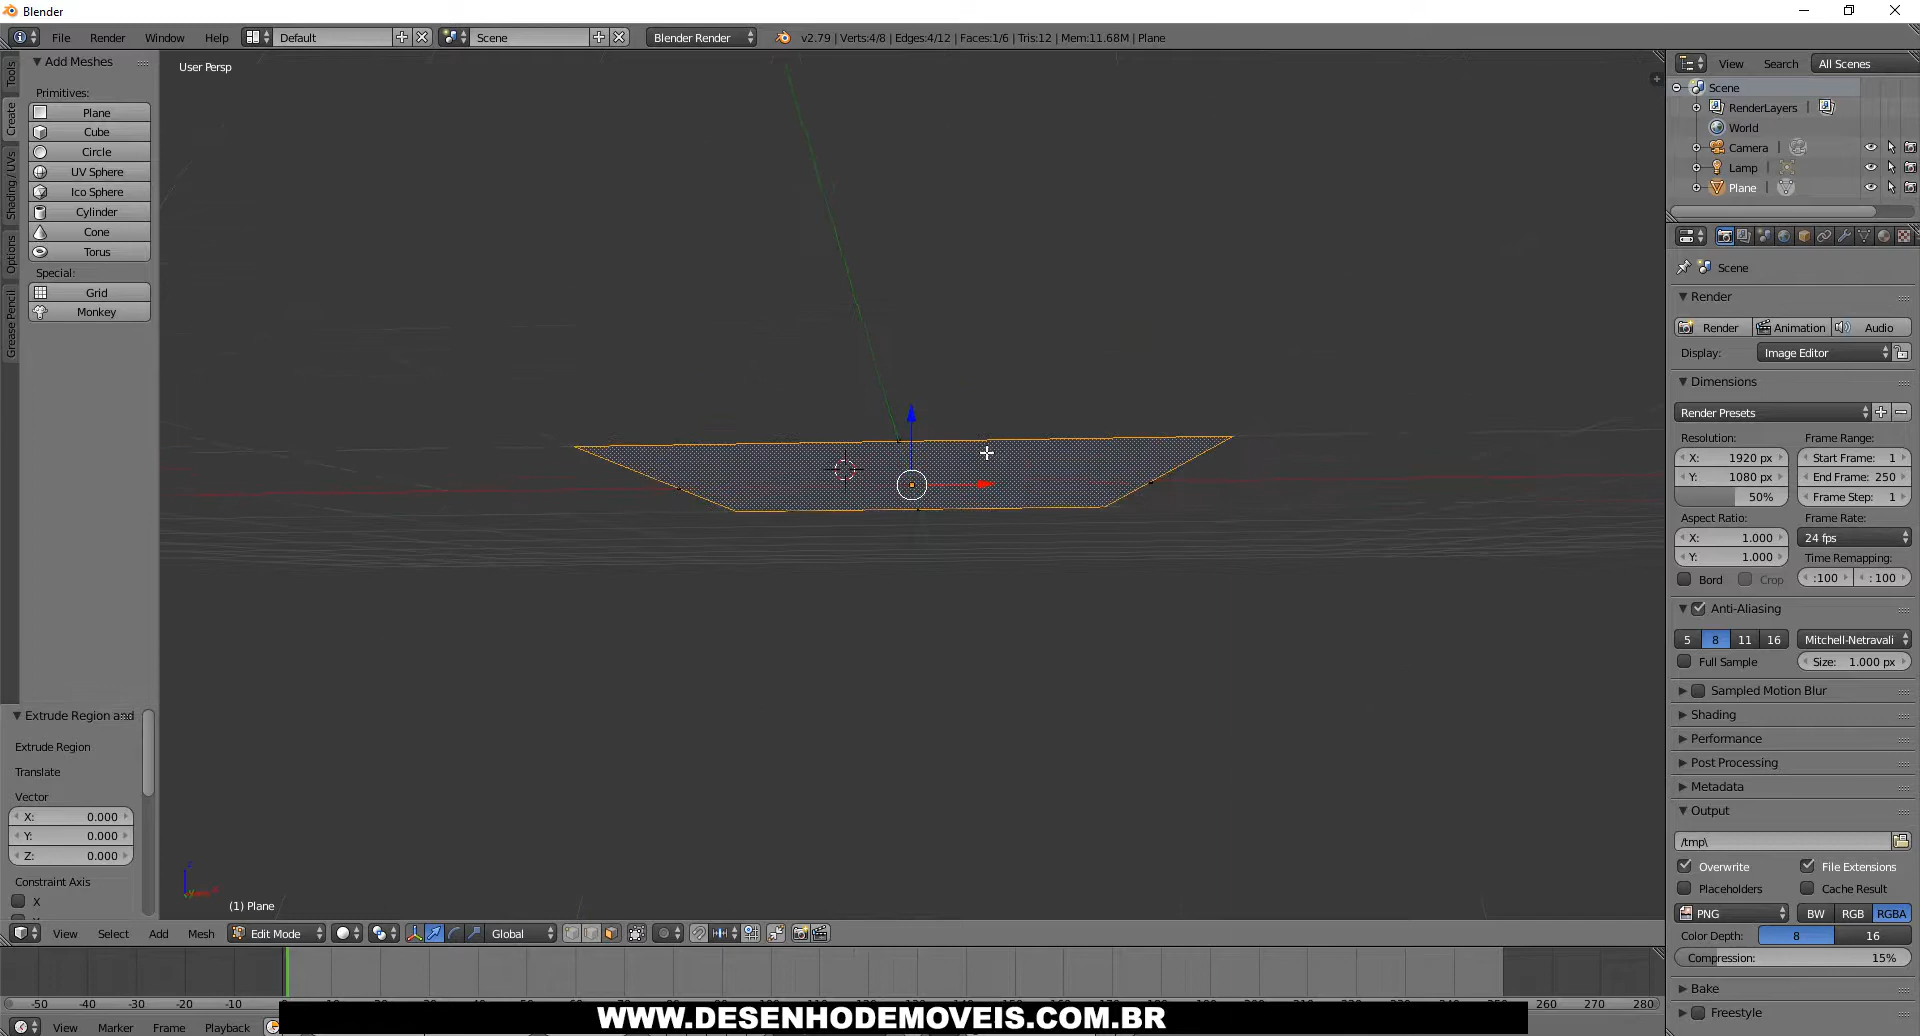 Blender
File Render Window Help Default Scene Blender Render v2.79 | Verts:4/8 | Edges:4/12 | Faces:1/6 | Tris:12 | Mem:11.68M | Plane
Tools
Create
Shading / UVs
Options
Grease Pencil
Add Meshes
Primitives:
Plane
Cube
Circle
UV Sphere
Ico Sphere
Cylinder
Cone
Torus
Special:
Grid
Monkey
Extrude Region and
Extrude Region
Translate
Vector
X: 0.000
Y: 0.000
Z: 0.000
Constraint Axis
X
User Persp
(1) Plane
View Select Add Mesh Edit Mode Global
-50 -40 -30 -20 -10
260 270 280
View Marker Frame Playback
WWW.DESENHODEMOVEIS.COM.BR
View Search All Scenes
Scene
RenderLayers
World
Camera
Lamp
Plane
Scene
Render
Render Animation Audio
Display: Image Editor
Dimensions
Render Presets
Resolution: Frame Range:
X: 1920 px Start Frame: 1
Y: 1080 px End Frame: 250
50% Frame Step: 1
Aspect Ratio: Frame Rate:
X: 1.000 24 fps
Y: 1.000 Time Remapping:
Bord Crop :100 : 100
Anti-Aliasing
5 8 11 16 Mitchell-Netravali
Full Sample Size: 1.000 px
Sampled Motion Blur
Shading
Performance
Post Processing
Metadata
Output
/tmp\
Overwrite File Extensions
Placeholders Cache Result
PNG BW RGB RGBA
Color Depth: 8 16
Compression: 15%
Bake
Freestyle